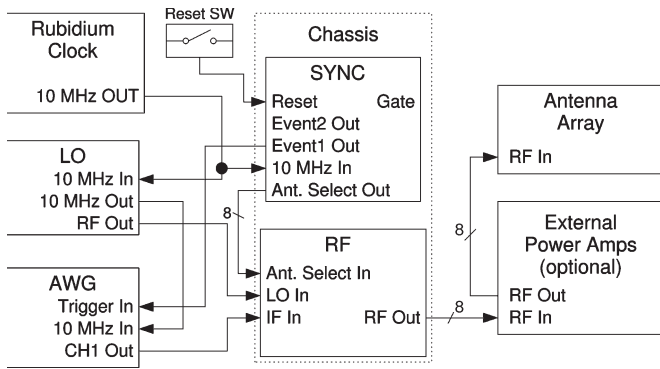 Reset SW
Rubidium
Clock
10 MHz OUT
LO
10 MHz In
10 MHz Out
RF Out
AWG
Trigger In
10 MHz In
CH1 Out
Chassis
SYNC
Reset Gate
Event2 Out
Event1 Out
10 MHz In
Ant. Select Out
8
RF
Ant. Select In
LO In
IF In RF Out
8
Antenna
Array
RF In
8
External
Power Amps
(optional)
RF Out
RF In